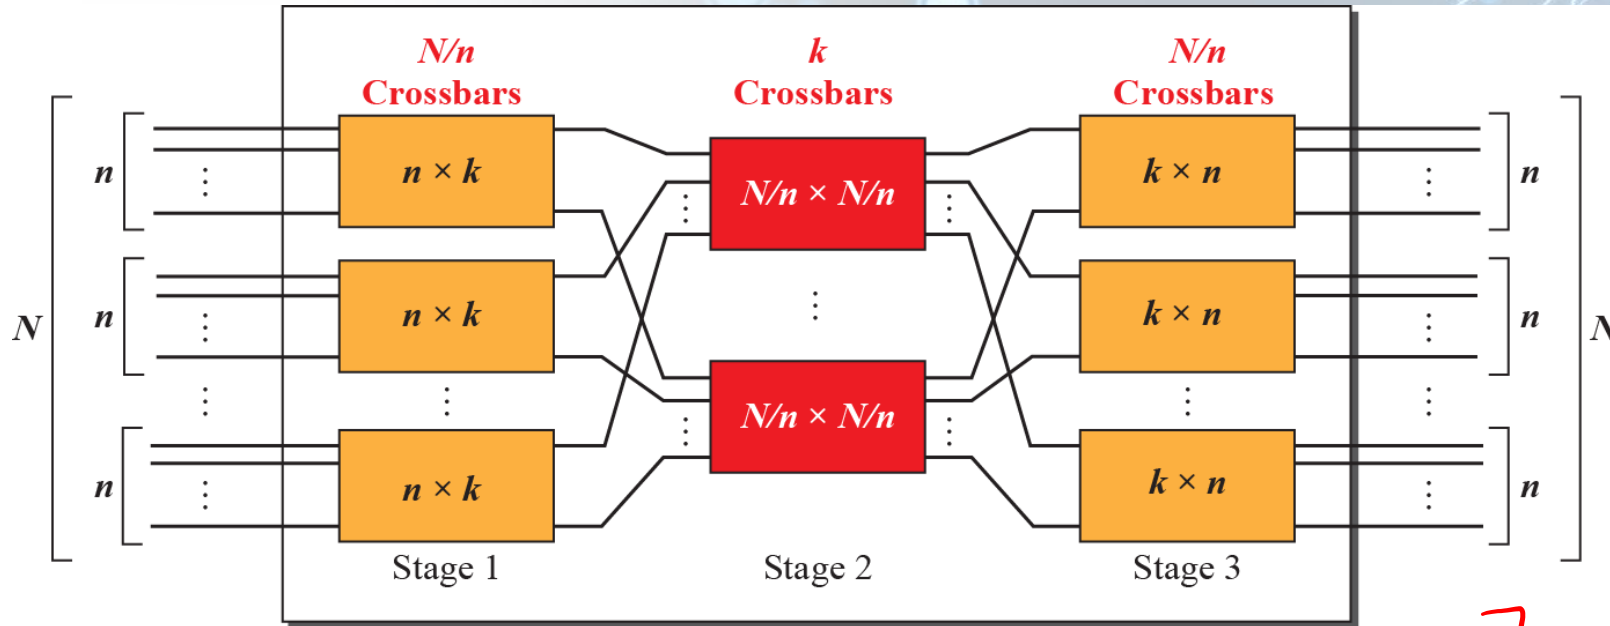 N/n
Crossbars
k
Crossbars
N/n
Crossbars
n
n × k
N/n × N/n
k × n
n
N
n
n × k
k × n
n
N
n
n × k
N/n × N/n
k × n
n
Stage 1
Stage 2
Stage 3